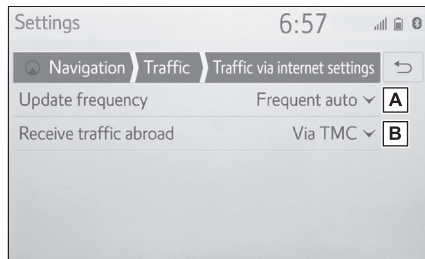 Settings 6:57
Navigation Traffic Traffic via internet settings
Update frequency Frequent auto A
Receive traffic abroad Via TMC B